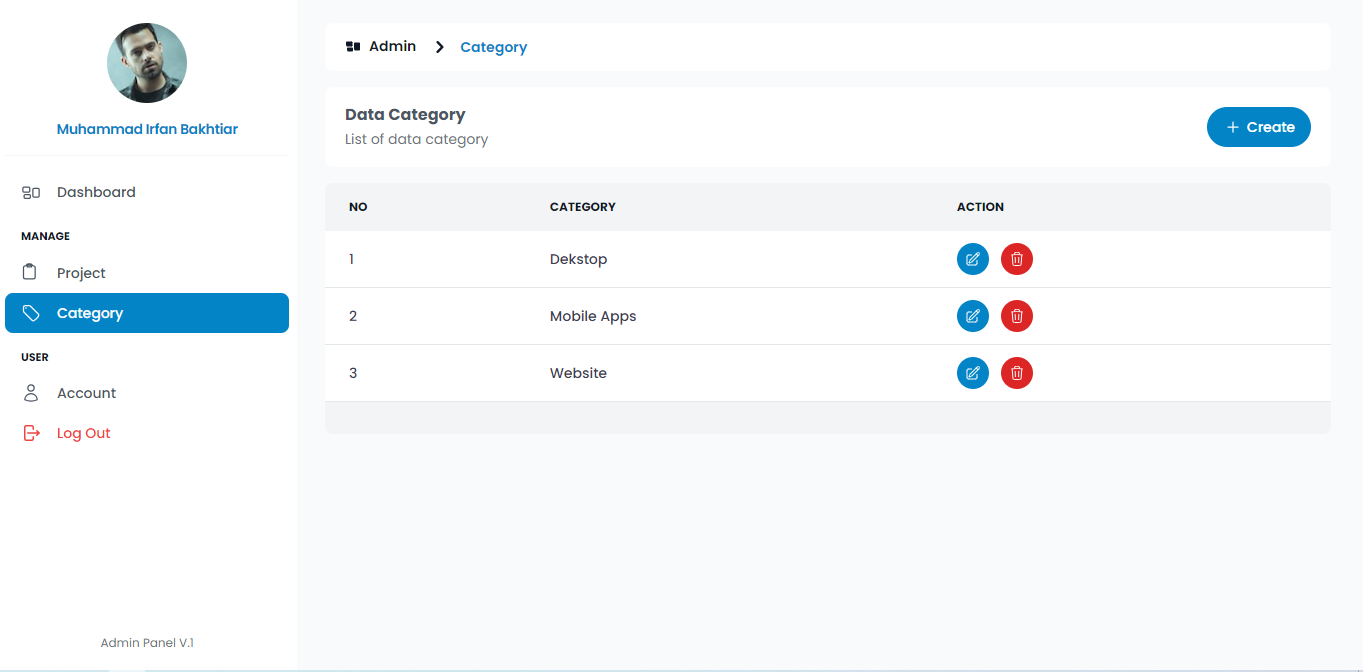 Muhammad Irfan Bakhtiar
Dashboard
MANAGE
Project
Category
USER
Account
Log Out
Admin Panel V.1
Admin > Category
Data Category
List of data category
+ Create
NO CATEGORY ACTION
1 Dekstop
2 Mobile Apps
3 Website